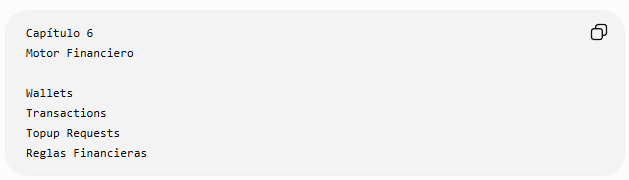 Capítulo 6
Motor Financiero
Wallets
Transactions
Topup Requests
Reglas Financieras